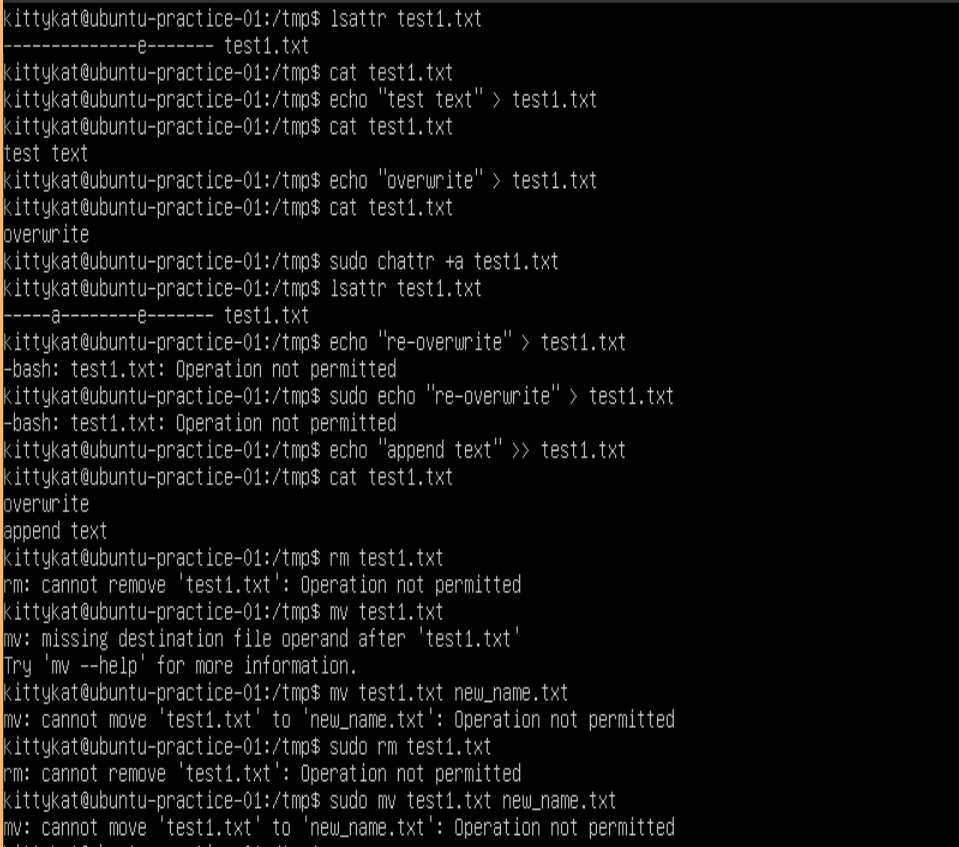 kittykat@ubuntu-practice-01:/tmp$ lsattr test1.txt
--------------e------- test1.txt
kittykat@ubuntu-practice-01:/tmp$ cat test1.txt
kittykat@ubuntu-practice-01:/tmp$ echo "test text" > test1.txt
kittykat@ubuntu-practice-01:/tmp$ cat test1.txt
test text
kittykat@ubuntu-practice-01:/tmp$ echo "overwrite" > test1.txt
kittykat@ubuntu-practice-01:/tmp$ cat test1.txt
overwrite
kittykat@ubuntu-practice-01:/tmp$ sudo chattr +a test1.txt
kittykat@ubuntu-practice-01:/tmp$ lsattr test1.txt
-----a--------e------- test1.txt
kittykat@ubuntu-practice-01:/tmp$ echo "re-overwrite" > test1.txt
-bash: test1.txt: Operation not permitted
kittykat@ubuntu-practice-01:/tmp$ sudo echo "re-overwrite" > test1.txt
-bash: test1.txt: Operation not permitted
kittykat@ubuntu-practice-01:/tmp$ echo "append text" >> test1.txt
kittykat@ubuntu-practice-01:/tmp$ cat test1.txt
overwrite
append text
kittykat@ubuntu-practice-01:/tmp$ rm test1.txt
rm: cannot remove 'test1.txt': Operation not permitted
kittykat@ubuntu-practice-01:/tmp$ mv test1.txt
mv: missing destination file operand after 'test1.txt'
Try 'mv --help' for more information.
kittykat@ubuntu-practice-01:/tmp$ mv test1.txt new_name.txt
mv: cannot move 'test1.txt' to 'new_name.txt': Operation not permitted
kittykat@ubuntu-practice-01:/tmp$ sudo rm test1.txt
rm: cannot remove 'test1.txt': Operation not permitted
kittykat@ubuntu-practice-01:/tmp$ sudo mv test1.txt new_name.txt
mv: cannot move 'test1.txt' to 'new_name.txt': Operation not permitted